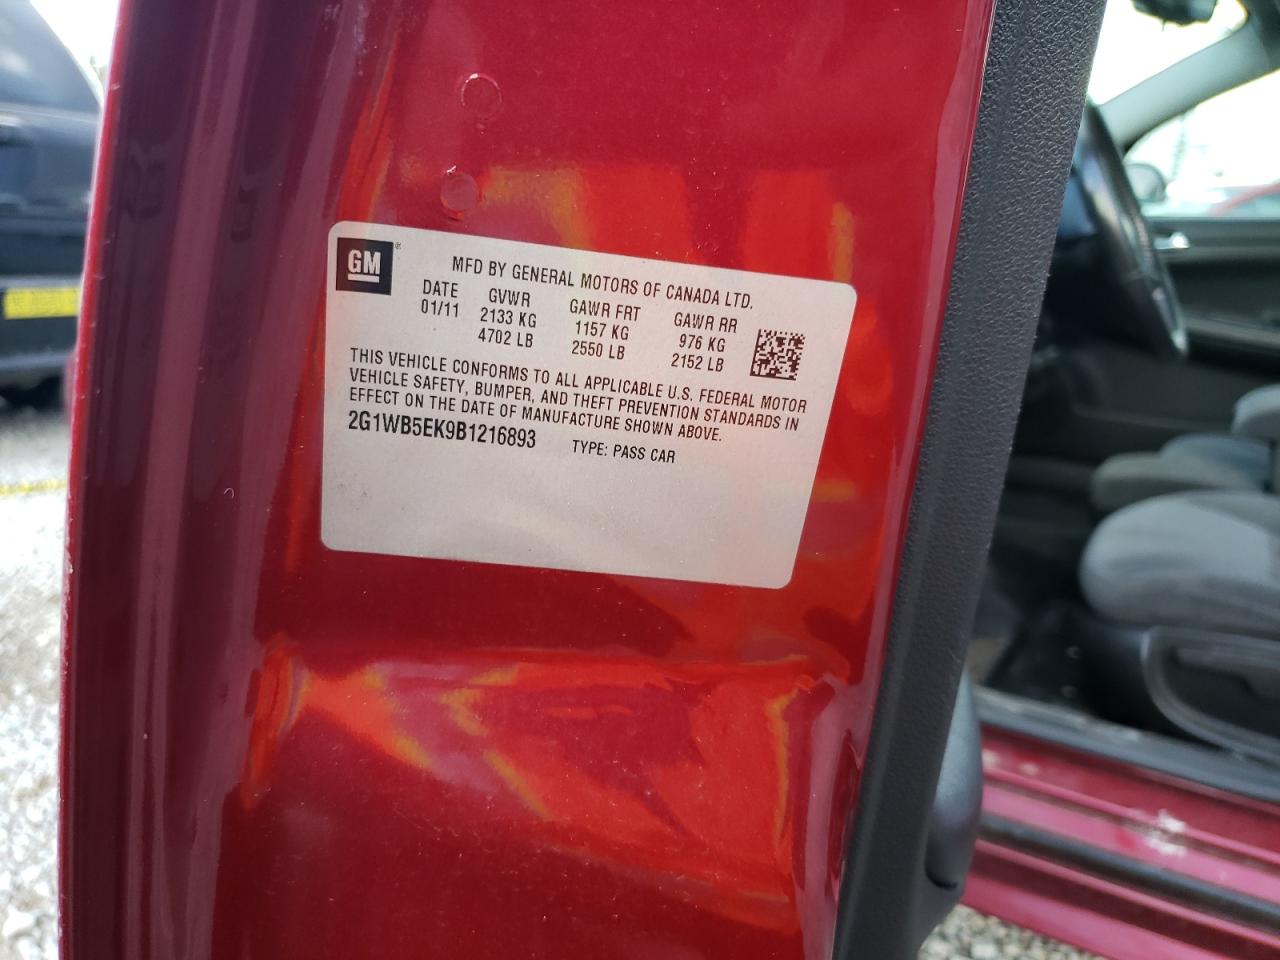 GM®
MFD BY GENERAL MOTORS OF CANADA LTD.
DATE GVWR GAWR FRT GAWR RR
01/11 2133 KG 1157 KG 976 KG
4702 LB 2550 LB 2152 LB
THIS VEHICLE CONFORMS TO ALL APPLICABLE U.S. FEDERAL MOTOR
VEHICLE SAFETY, BUMPER, AND THEFT PREVENTION STANDARDS IN
EFFECT ON THE DATE OF MANUFACTURE SHOWN ABOVE.
2G1WB5EK9B1216893 TYPE: PASS CAR